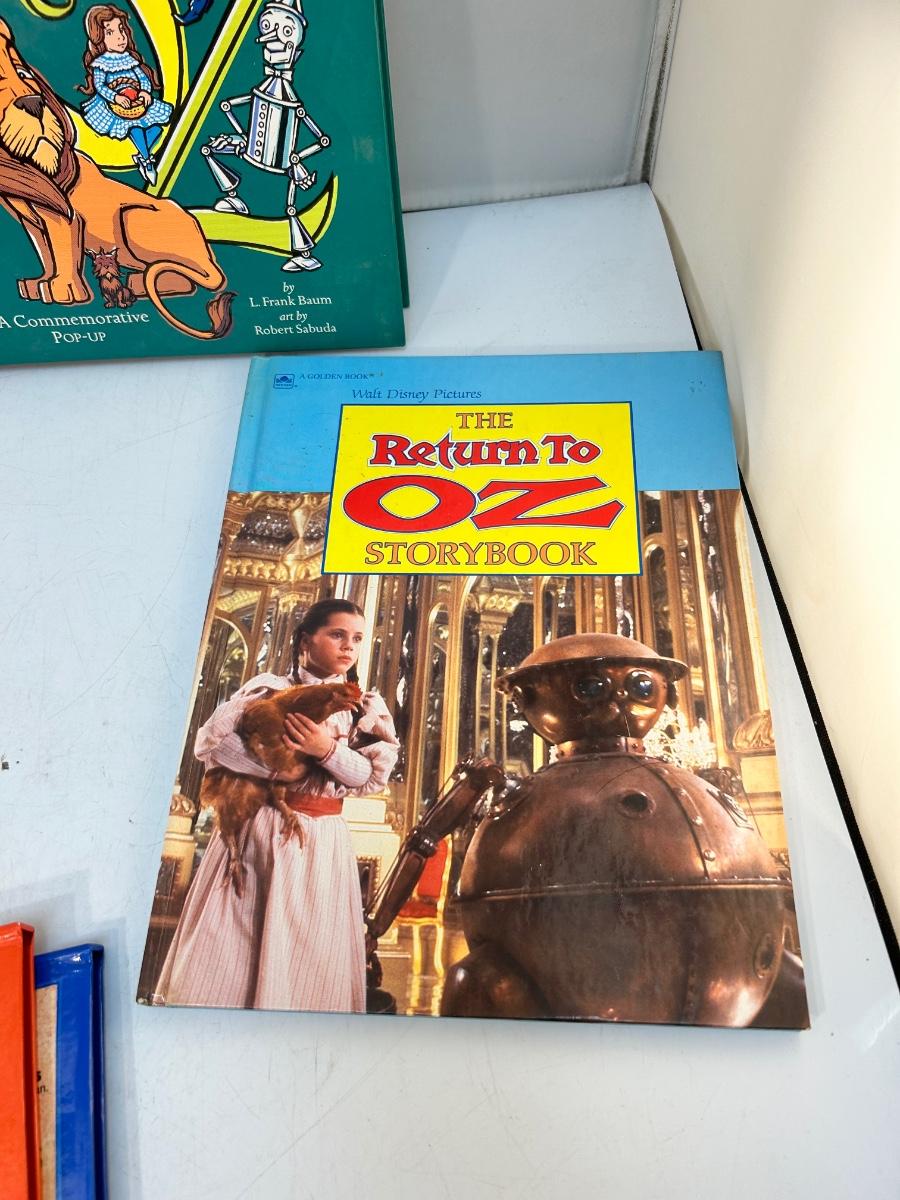 by
L. Frank Baum
art by
Robert Sabuda
A Commemorative
Pop-up
A GOLDEN BOOK®
Walt Disney Pictures
THE
Return To
OZ
STORYBOOK